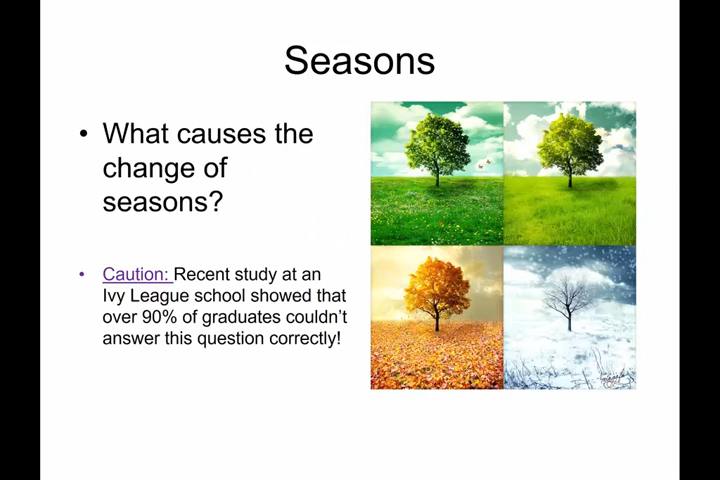 Seasons
• What causes the
change of
seasons?
• Caution: Recent study at an
Ivy League school showed that
over 90% of graduates couldn't
answer this question correctly!